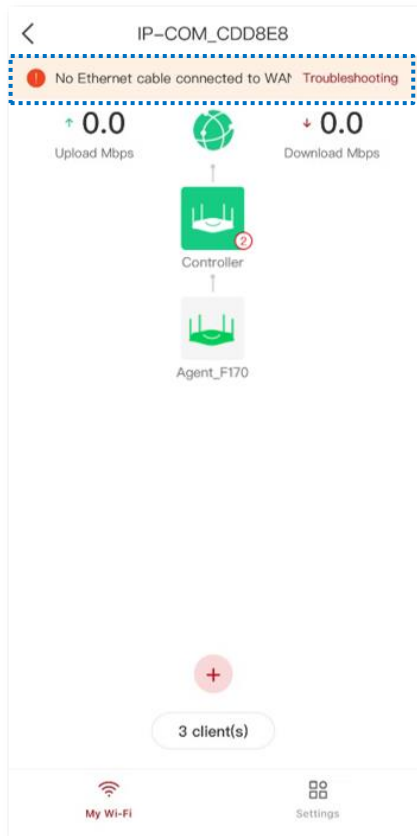 IP-COM_CDD8E8
! No Ethernet cable connected to WAN Troubleshooting
↑ 0.0 ↓ 0.0
Upload Mbps Download Mbps
2
Controller
Agent_F170
+
3 client(s)
My Wi-Fi Settings